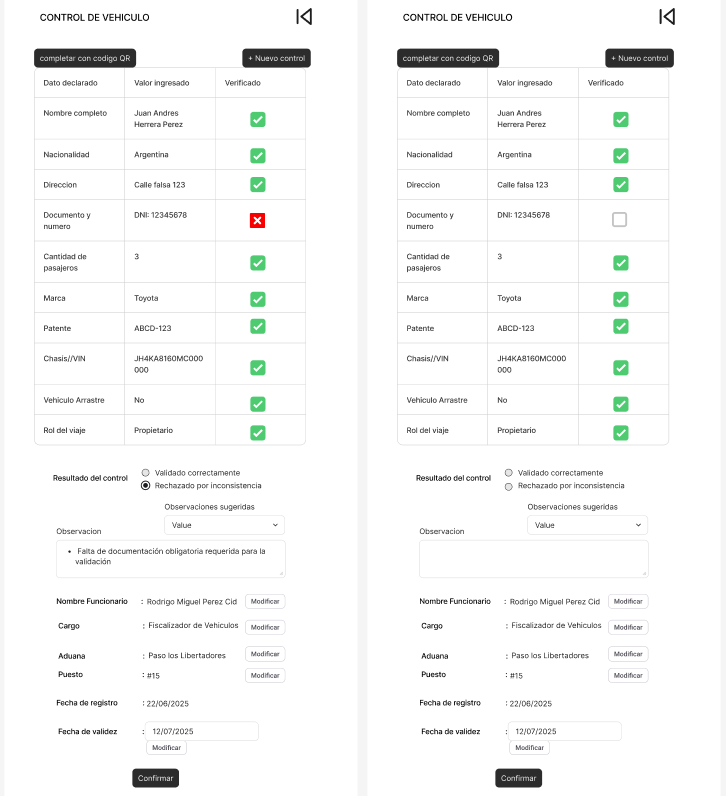 CONTROL DE VEHICULO
completar con codigo QR
+ Nuevo control
Dato declarado Valor ingresado Verificado
Nombre completo Juan Andres
Herrera Perez
Nacionalidad Argentina
Direccion Calle falsa 123
Documento y DNI: 12345678
numero
Cantidad de 3
pasajeros
Marca Toyota
Patente ABCD-123
Chasis//VIN JH4KA8160MC000
000
Vehiculo Arrastre No
Rol del viaje Propietario
Resultado del control
Validado correctamente
Rechazado por inconsistencia
Observaciones sugeridas
Value
Observacion
• Falta de documentación obligatoria requerida para la
validación
Nombre Funcionario : Rodrigo Miguel Perez Cid Modificar
Cargo : Fiscalizador de Vehiculos Modificar
Aduana : Paso los Libertadores Modificar
Puesto : #15 Modificar
Fecha de registro : 22/06/2025
Fecha de validez : 12/07/2025
Modificar
Confirmar
CONTROL DE VEHICULO
completar con codigo QR
+ Nuevo control
Dato declarado Valor ingresado Verificado
Nombre completo Juan Andres
Herrera Perez
Nacionalidad Argentina
Direccion Calle falsa 123
Documento y DNI: 12345678
numero
Cantidad de 3
pasajeros
Marca Toyota
Patente ABCD-123
Chasis//VIN JH4KA8160MC000
000
Vehiculo Arrastre No
Rol del viaje Propietario
Resultado del control
Validado correctamente
Rechazado por inconsistencia
Observaciones sugeridas
Value
Observacion
Nombre Funcionario : Rodrigo Miguel Perez Cid Modificar
Cargo : Fiscalizador de Vehiculos Modificar
Aduana : Paso los Libertadores Modificar
Puesto : #15 Modificar
Fecha de registro : 22/06/2025
Fecha de validez : 12/07/2025
Modificar
Confirmar